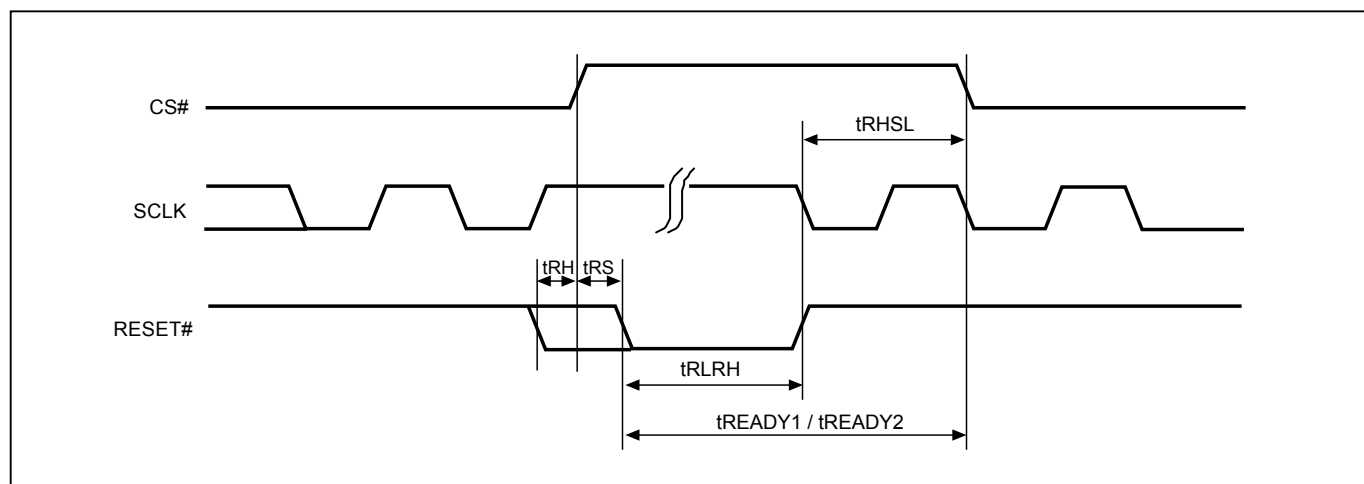 CS#
tRHSL
SCLK
tRH tRS
RESET#
tRLRH
tREADY1 / tREADY2